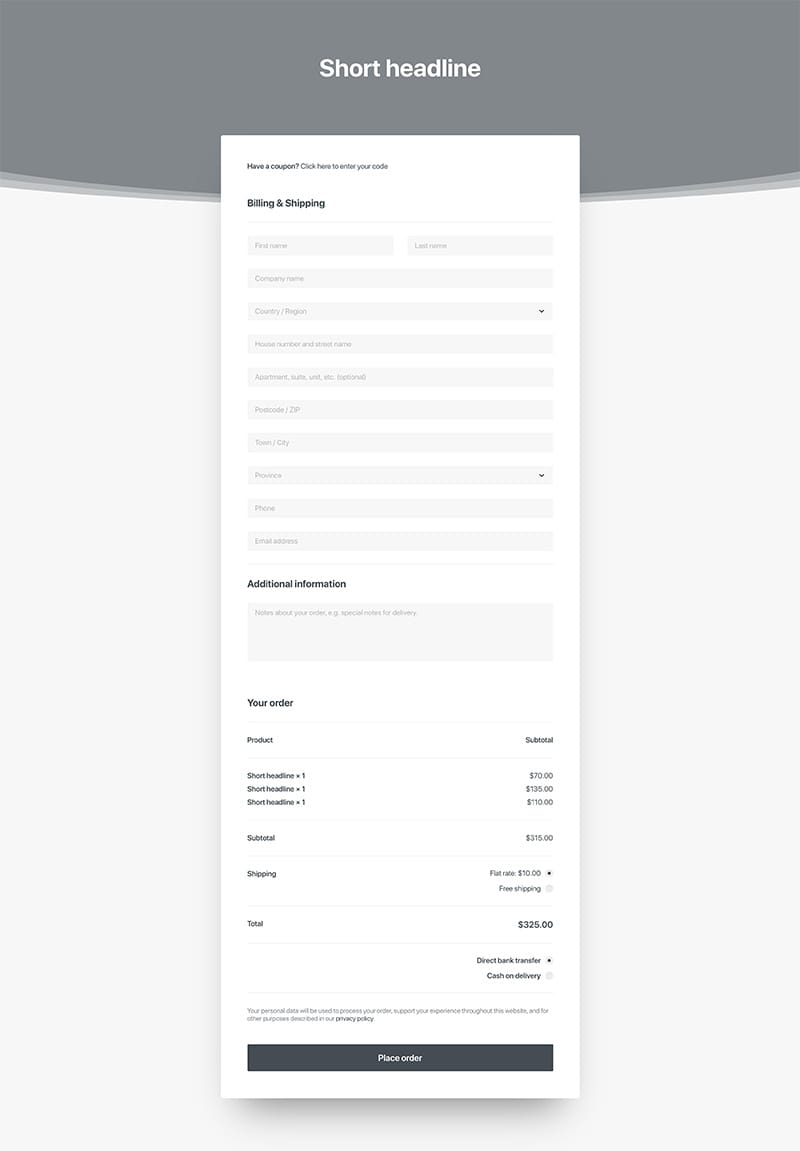 Short headline
Have a coupon? Click here to enter your code
Billing & Shipping
First name
Last name
Company name
Country / Region
House number and street name
Apartment, suite, unit, etc. (optional)
Postcode / ZIP
Town / City
Province
Phone
Email address
Additional information
Notes about your order, e.g. special notes for delivery.
Your order
Product Subtotal
Short headline × 1 $70.00
Short headline × 1 $135.00
Short headline × 1 $110.00
Subtotal $315.00
Shipping Flat rate: $10.00
Free shipping
Total $325.00
Direct bank transfer
Cash on delivery
Your personal data will be used to process your order, support your experience throughout this website, and for
other purposes described in our privacy policy.
Place order